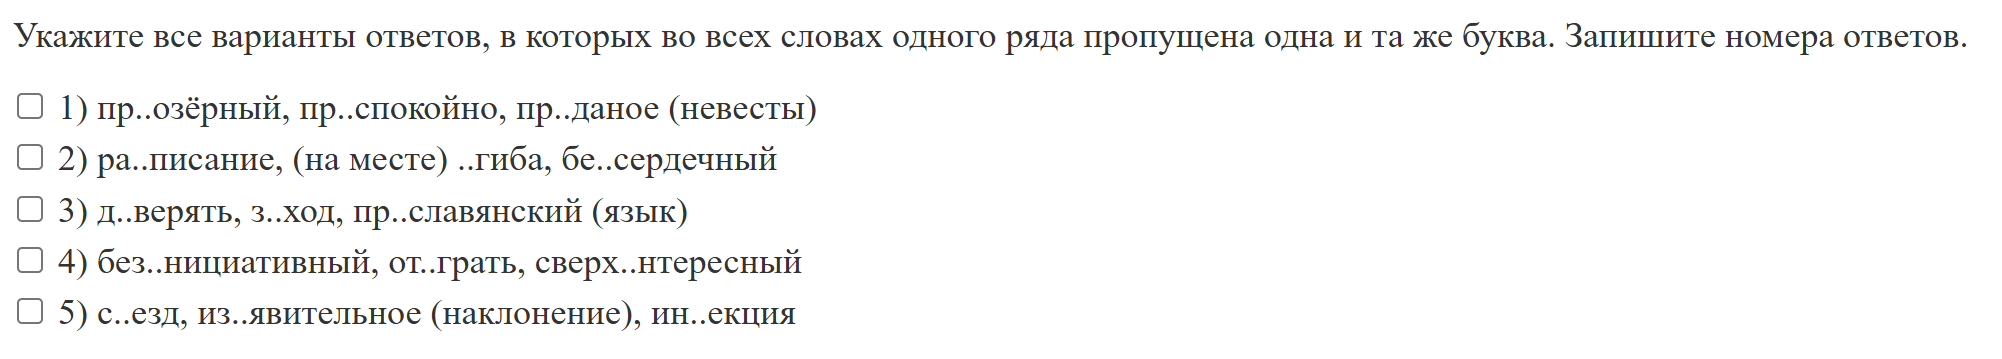 Укажите все варианты ответов, в которых во всех словах одного ряда пропущена одна и та же буква. Запишите номера ответов.
1) пр..озёрный, пр..спокойно, пр..даное (невесты)
2) ра..писание, (на месте) ..гиба, бе..сердечный
3) д..верять, з..ход, пр..славянский (язык)
4) без..нициативный, от..грать, сверх..нтересный
5) с..езд, из..явительное (наклонение), ин..екция